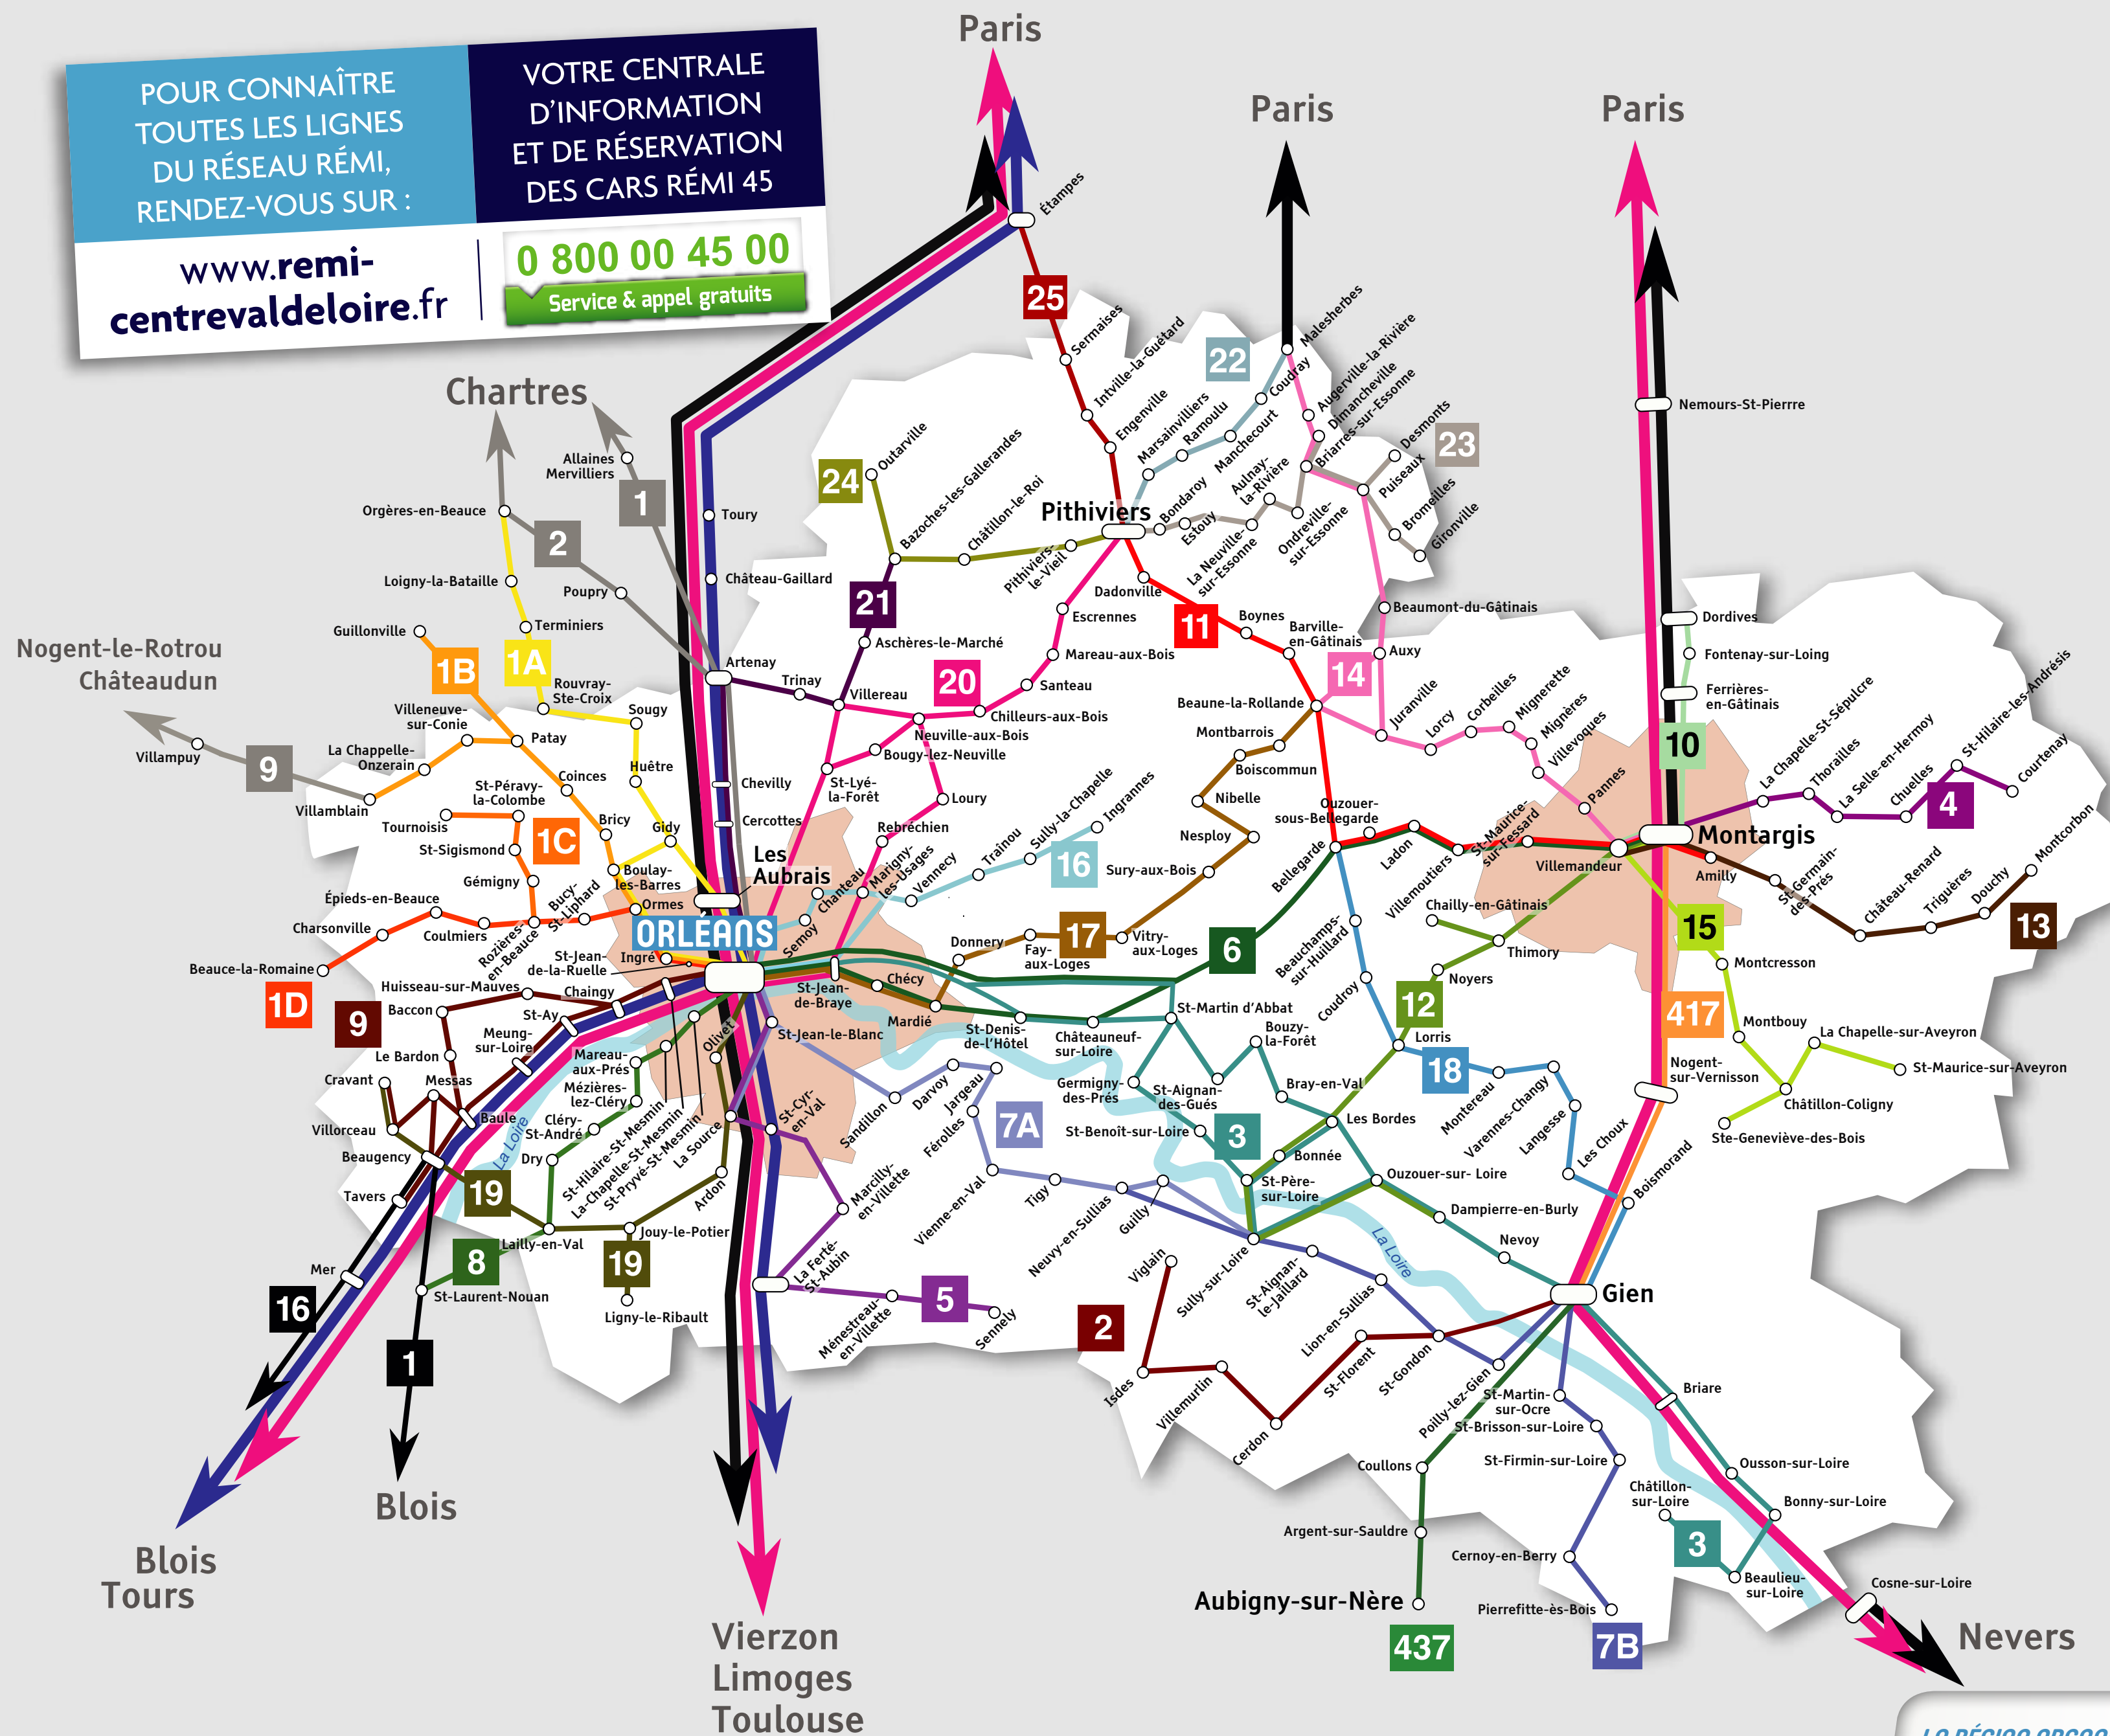 POUR CONNAÎTRE
TOUTES LES LIGNES
DU RÉSEAU RÉMI,
RENDEZ-VOUS SUR :
www.remi-
centrevaldeloire.fr
VOTRE CENTRALE
D'INFORMATION
ET DE RÉSERVATION
DES CARS RÉMI 45
0 800 00 45 00
Service & appel gratuits
Paris
Paris
Paris
Étampes
25
Sermaises
Intville-la-Guétard
Engenville
Marsainvilliers
Ramoulu
Manchecourt
Coudray
Malesherbes
22
Augerville-la-Rivière
Dimancheville
Briarres-sur-Essonne
Desmonts
23
Puiseaux
Bromeilles
Gironville
Nemours-St-Pierrre
Chartres
Allaines
Mervilliers
1
Orgères-en-Beauce
2
Toury
Loigny-la-Bataille
Poupry
Château-Gaillard
Outarville
24
Bazoches-les-Gallerandes
Châtillon-le-Roi
Pithiviers-
le-Vieil
Pithiviers
Bondaroy
Estouy
Aulnay-
la-Rivière
La Neuville-
sur-Essonne
Ondreville-
sur-Essonne
Dadonville
21
Escrennes
11
Boynes
Barville-
en-Gâtinais
Beaumont-du-Gâtinais
Auxy
14
Dordives
Fontenay-sur-Loing
Ferrières-
en-Gâtinais
10
Nogent-le-Rotrou
Châteaudun
Villampuy
9
Guillonville
1B
Terminiers
1A
Rouvray-
Ste-Croix
Sougy
Artenay
Trinay
Villereau
Aschères-le-Marché
20
Mareau-aux-Bois
Santeau
Chilleurs-aux-Bois
Neuville-aux-Bois
Bougy-lez-Neuville
St-Lyé-
la-Forêt
Loury
Rebréchien
Villeneuve-
sur-Conie
Patay
La Chappelle-
Onzerain
Villamblain
Coinces
Huêtre
St-Péravy-
la-Colombe
Tournoisis
1C
Bricy
Gidy
Chevilly
Cercottes
St-Sigismond
Gémigny
Boulay-
les-Barres
Bucy-
St-Liphard
Ormes
Les
Aubrais
ORLÉANS
Épieds-en-Beauce
Charsonville
Coulmiers
Rozières-
en-Beauce
Beauce-la-Romaine
1D
St-Jean-
de-la-Ruelle
Ingré
Semoy
Chanteau
Marigny-
les-Usages
Vennecy
Traînou
Sully-la-Chapelle
Ingrannes
16
Beaune-la-Rollande
Montbarrois
Boiscommun
Nibelle
Nesploy
Sury-aux-Bois
Vitry-
aux-Loges
17
Fay-
aux-Loges
Donnery
Juranville
Lorcy
Corbeilles
Mignerette
Mignères
Villevoques
Pannes
Ouzouer-
sous-Bellegarde
Bellegarde
Ladon
Villemoutiers
St-Maurice-
sur-Fessard
Villemandeur
Montargis
Amilly
La Chapelle-St-Sépulcre
Thorailles
La Selle-en-Hermoy
Chuelles
St-Hilaire-les-Andrésis
Courtenay
4
St-Germain-
des-Prés
Château-Renard
Triguères
Douchy
Montcorbon
13
15
Chailly-en-Gâtinais
Thimory
Noyers
12
Lorris
Beauchamps-
sur-Huillard
Coudroy
6
Montcresson
417
Montbouy
La Chapelle-sur-Aveyron
St-Maurice-sur-Aveyron
Châtillon-Coligny
Ste-Geneviève-des-Bois
Nogent-
sur-Vernisson
18
Montereau
Varennes-Changy
Langesse
Les Choux
Boismorand
9
Huisseau-sur-Mauves
Baccon
Chaingy
St-Ay
Meung-
sur-Loire
Le Bardon
Cravant
Messas
Baule
Villorceau
Beaugency
Tavers
Mer
16
19
8
Lailly-en-Val
St-Laurent-Nouan
1
Mareau-
aux-Prés
Mézières-
lez-Cléry
Cléry-
St-André
Dry
St-Hilaire-St-Mesmin
La-Chapelle-St-Mesmin
St-Pryvé-St-Mesmin
La Source
Ardon
Jouy-le-Potier
19
Ligny-le-Ribault
La Loire
Olivet
St-Jean-le-Blanc
St-Cyr-
en-Val
St-Jean-
de-Braye
Chécy
Mardié
St-Denis-
de-l'Hôtel
Châteauneuf-
sur-Loire
St-Martin d'Abbat
Bouzy-
la-Forêt
Germigny-
des-Prés
St-Aignan-
des-Gués
Bray-en-Val
St-Benoît-sur-Loire
3
Les Bordes
Bonnée
St-Père-
sur-Loire
Ouzouer-sur- Loire
Dampierre-en-Burly
Nevoy
Gien
La Loire
Sandillon
Darvoy
Jargeau
Férolles
7A
Vienne-en-Val
Tigy
Neuvy-en-Sullias
Guilly
Sully-sur-Loire
St-Aignan-
le-Jaillard
Lion-en-Sullias
Marcilly-
en-Villette
La Ferté-
St-Aubin
Ménestreau-
en-Villette
5
Sennely
Viglain
2
Isdes
Villemurlin
Cerdon
St-Florent
St-Gondon
Poilly-lez-Gien
St-Martin-
sur-Ocre
St-Brisson-sur-Loire
St-Firmin-sur-Loire
Coullons
Argent-sur-Sauldre
Cernoy-en-Berry
Aubigny-sur-Nère
437
Pierrefitte-ès-Bois
7B
Briare
Ousson-sur-Loire
Châtillon-
sur-Loire
Bonny-sur-Loire
3
Beaulieu-
sur-Loire
Cosne-sur-Loire
Nevers
Blois
Blois
Tours
Vierzon
Limoges
Toulouse